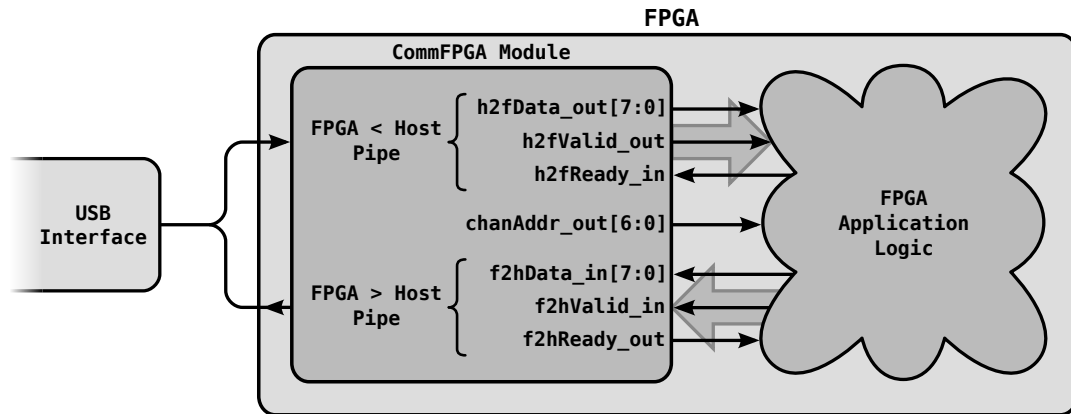 FPGA
CommFPGA Module
h2fData_out[7:0]
FPGA < Host
Pipe
h2fValid_out
h2fReady_in
USB
Interface
chanAddr_out[6:0]
FPGA
Application
Logic
f2hData_in[7:0]
FPGA > Host
Pipe
f2hValid_in
f2hReady_out